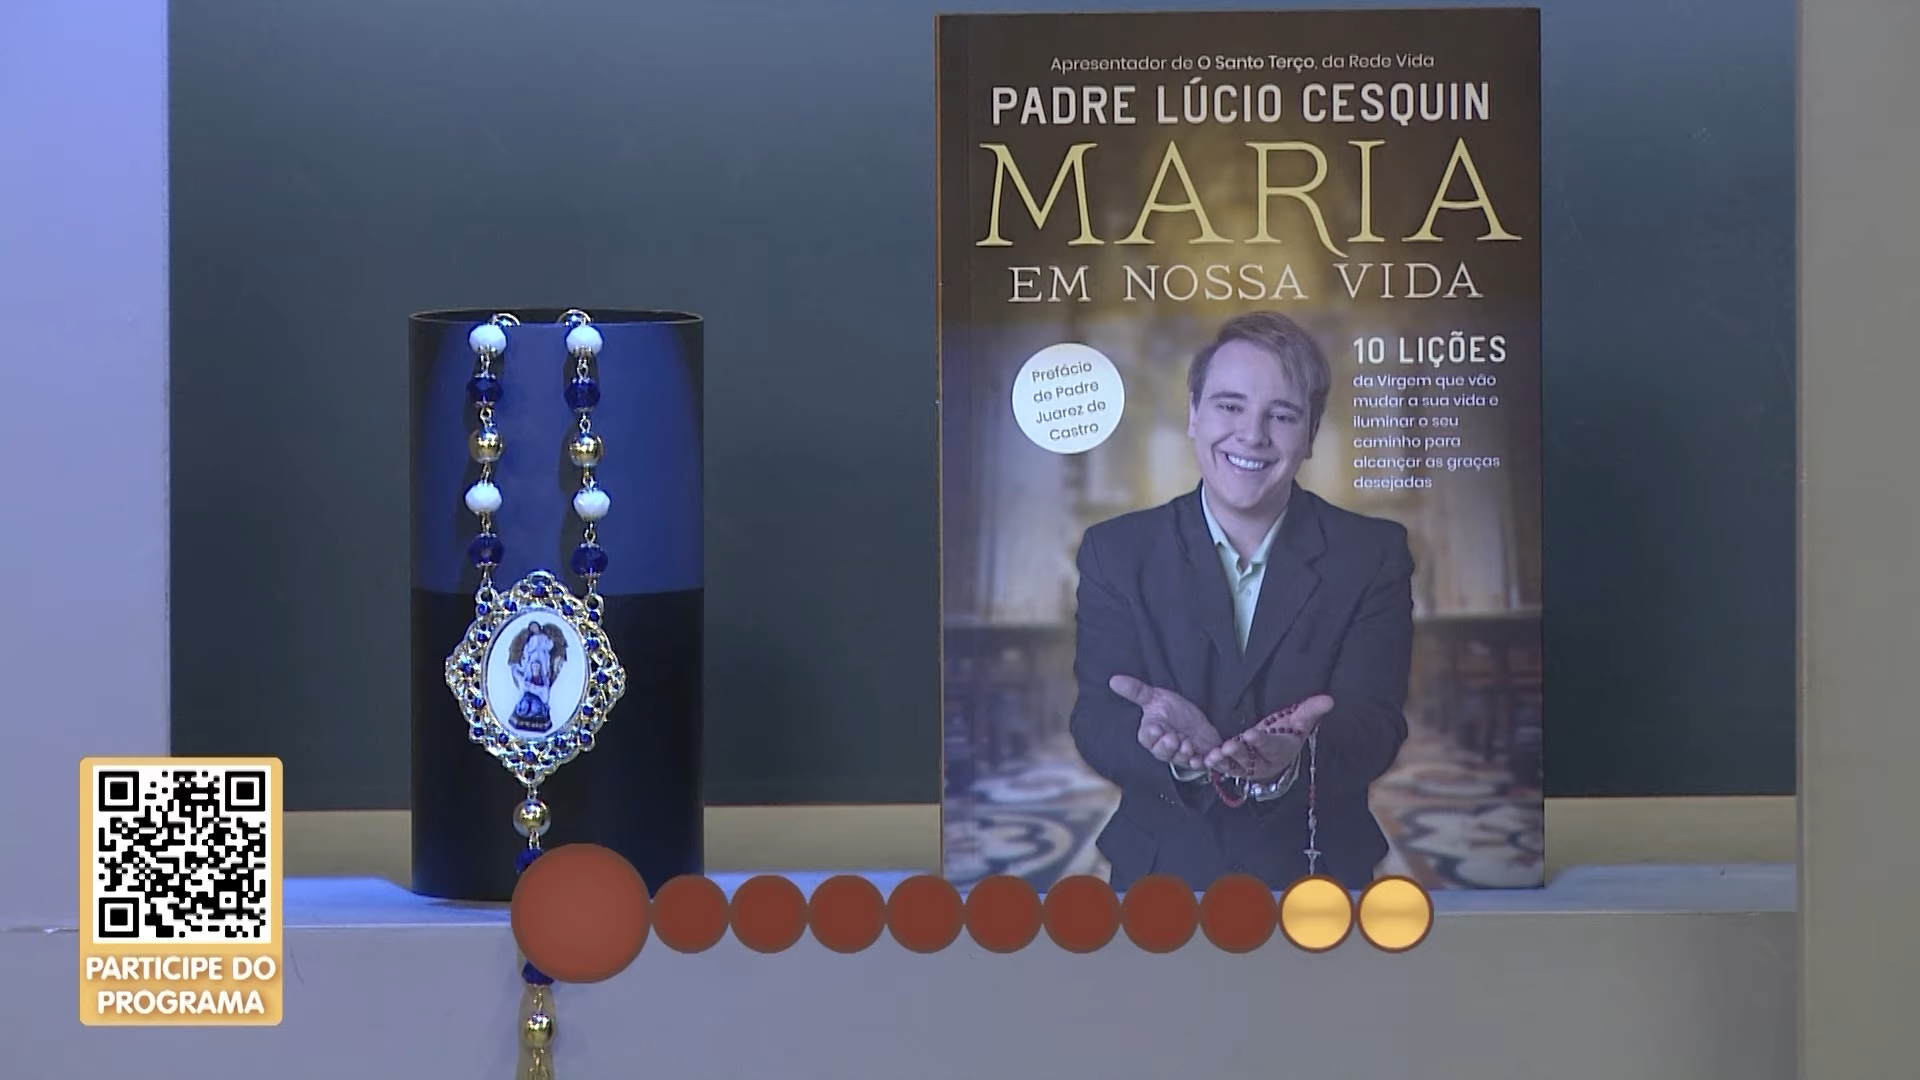 Apresentador de O Santo Terço, da Rede Vida
PADRE LÚCIO CESQUIN
MARIA
EM NOSSA VIDA
Prefácio
de Padre
Juarez de
Castro
10 LIÇÕES
da Virgem que vão
mudar a sua vida e
iluminar o seu
caminho para
alcançar as graças
desejadas
PARTICIPE DO
PROGRAMA